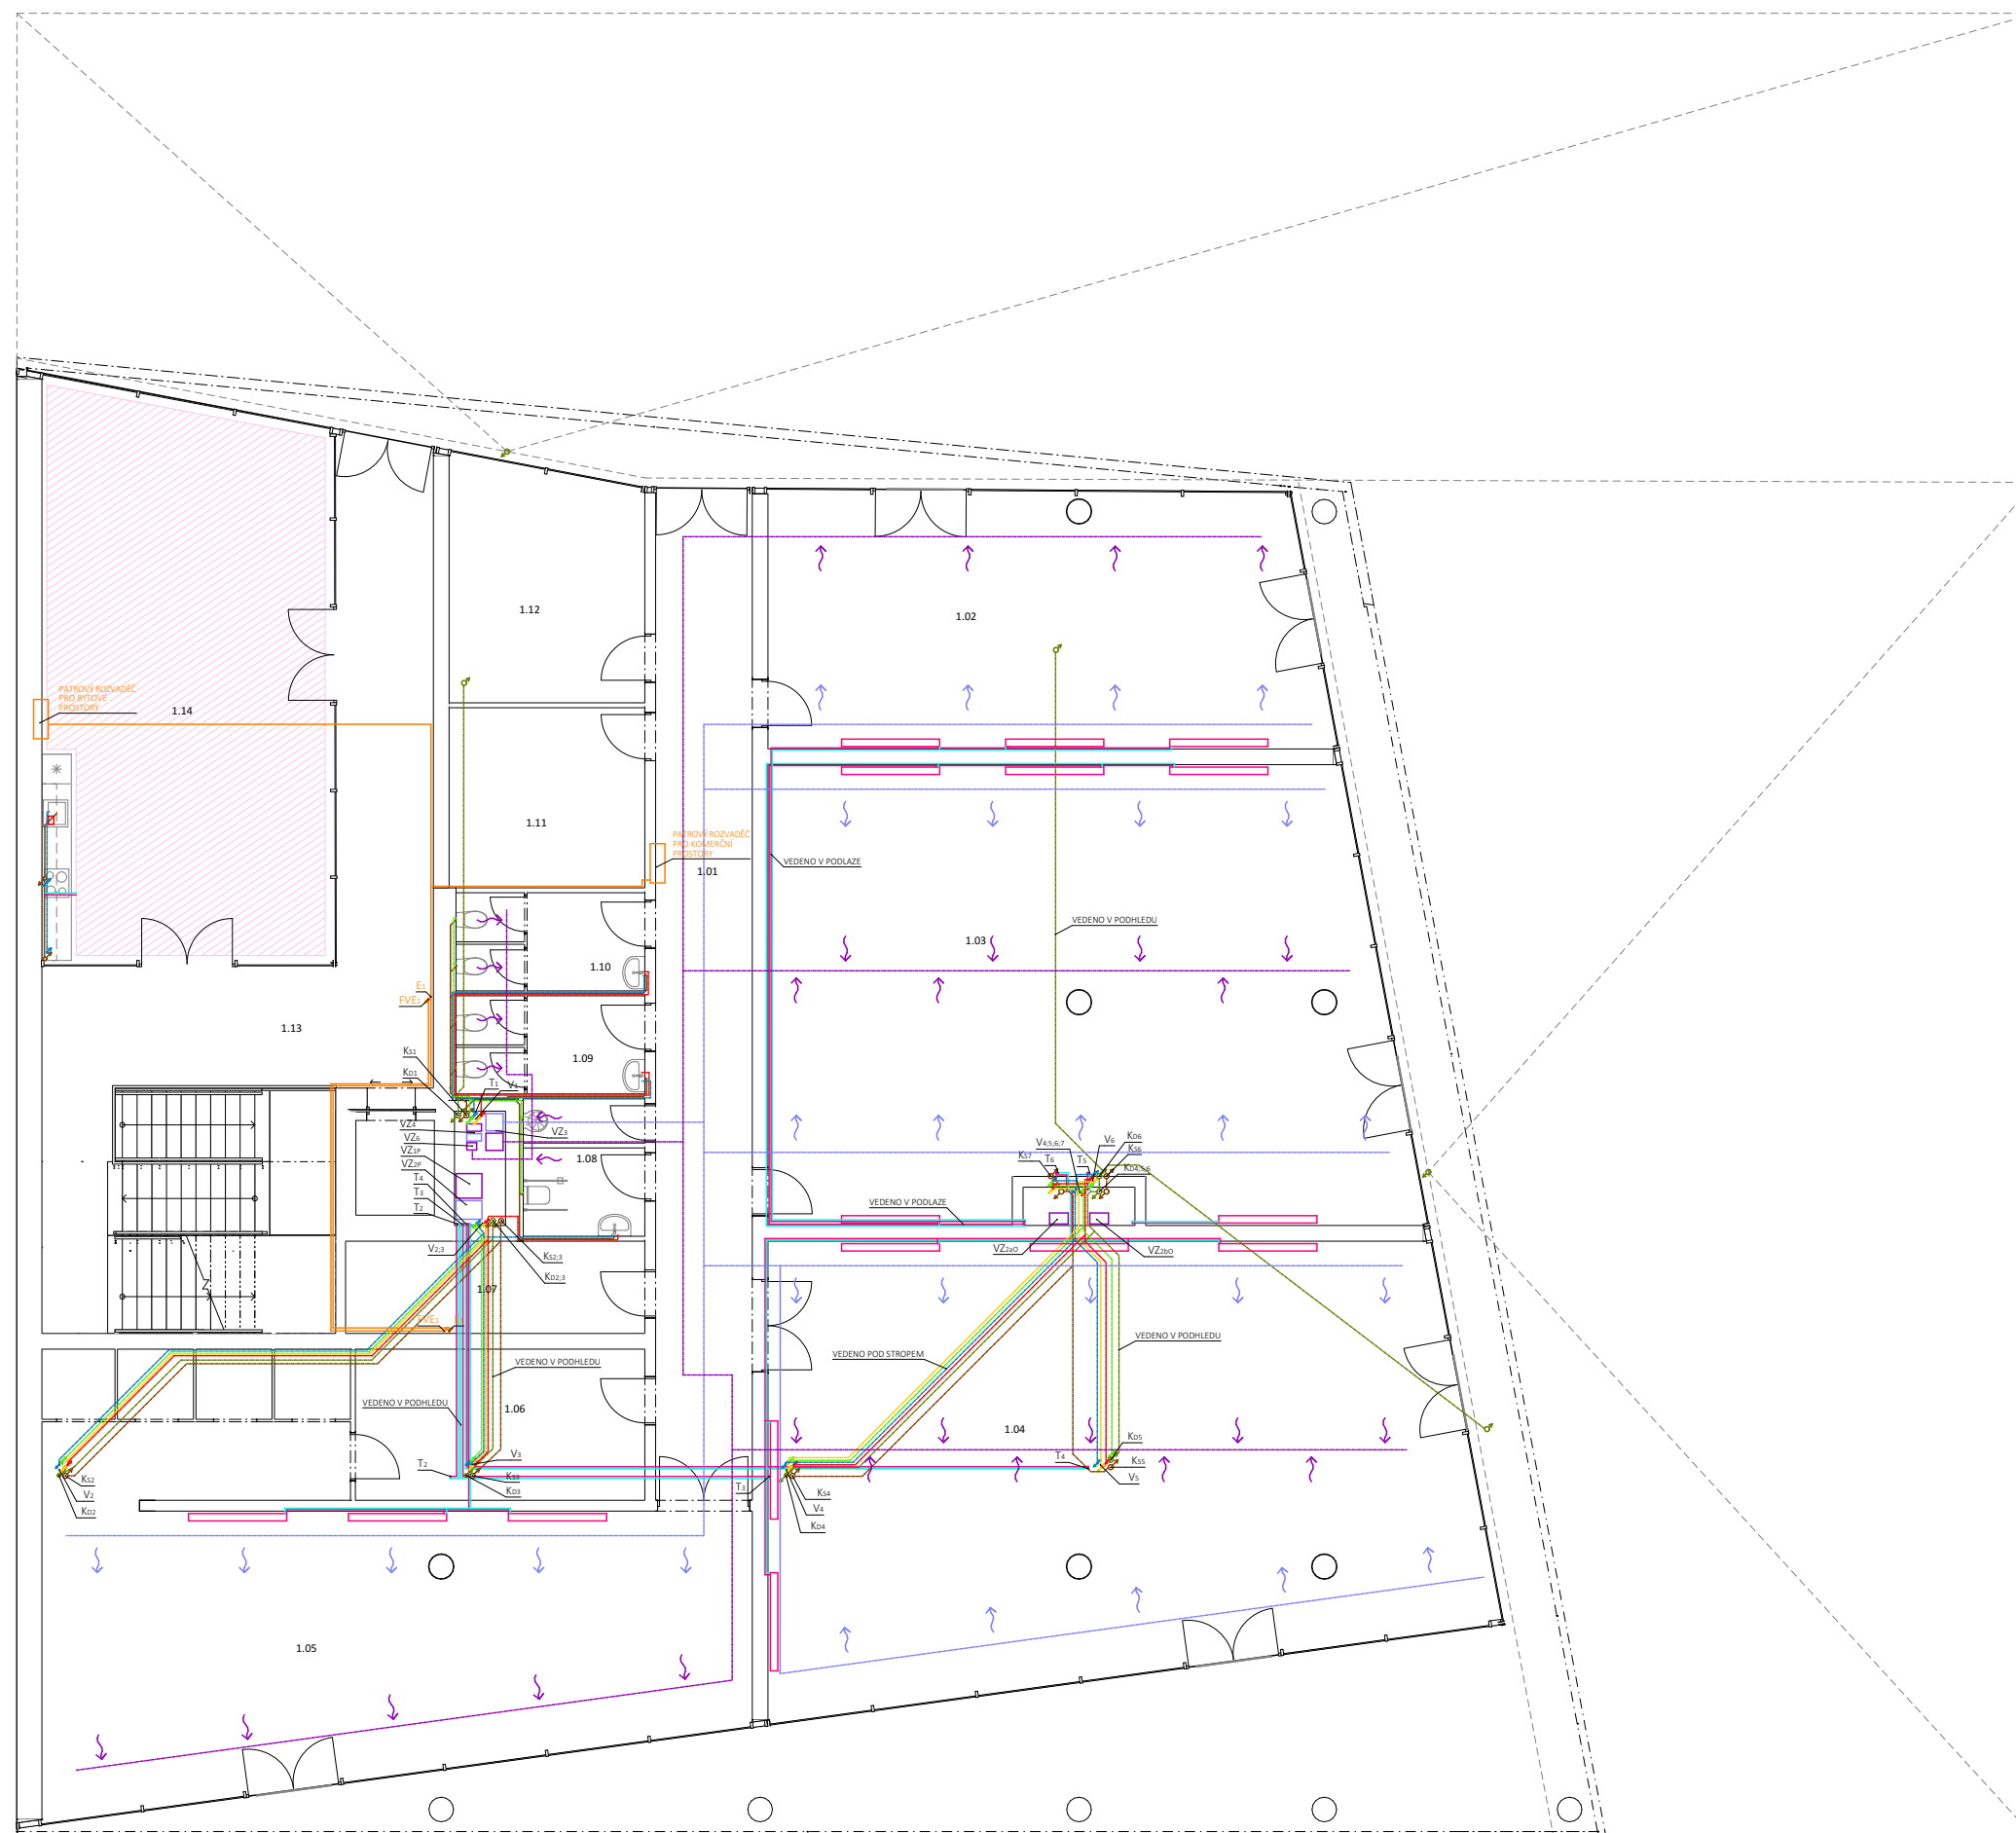 1.12
1.02
PATROVÝ ROZVADĚČ
PRO BYTOVÉ
PROSTORY
1.14
1.11
PATROVÝ ROZVADĚČ
PRO KOMERČNÍ
PROSTORY
1.01
VEDENO V PODLAZE
VEDENO V PODHLEDU
1.03
1.10
E1
FVE1
1.13
1.09
KS1
KD1
T1
V1
VZ4
VZ3
VZ6
VZ1P
VZ2P
1.08
T4
T3
T2
V4;5;6;7
V6
KD6
KS6
KS7
T6
T5
KD4;5;6
VEDENO V PODLAZE
V2;3
KS2;3
KD2;3
VZ2aO
VZ2bO
1.07
FVE1
VEDENO V PODHLEDU
VEDENO POD STROPEM
VEDENO V PODHLEDU
VEDENO V PODHLEDU
1.06
1.04
T2
V3
KS3
KD3
T3
KS4
V4
KD4
T4
KD5
KS5
V5
KS2
V2
KD2
1.05